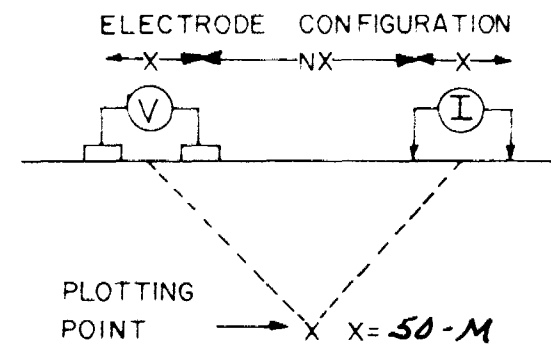 ELECTRODE CONFIGURATION
X NX X
V I
PLOTTING
POINT X X = 50-M